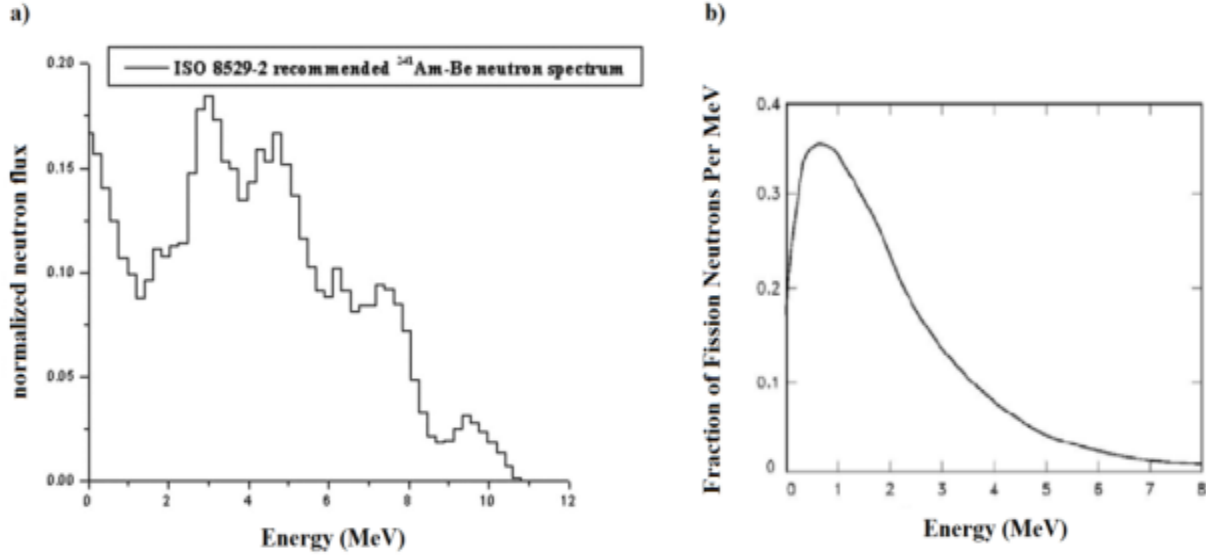 a)
ISO 8529-2 recommended ²⁴¹Am-Be neutron spectrum
normalized neutron flux
0.20
0.15
0.10
0.05
0.00
0 2 4 6 8 10 12
Energy (MeV)
b)
Fraction of Fission Neutrons Per MeV
0.4
0.3
0.2
0.1
0
0 1 2 3 4 5 6 7 8
Energy (MeV)